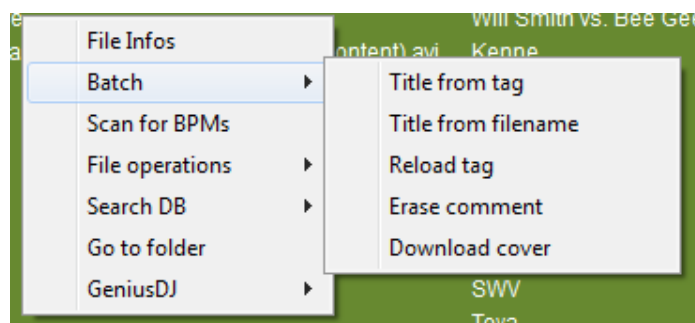 Will Smith vs. Bee Gee
File Infos
ontent) avi
Kenne
Batch
Title from tag
Scan for BPMs
Title from filename
File operations
Reload tag
Search DB
Erase comment
Go to folder
Download cover
GeniusDJ
SWV